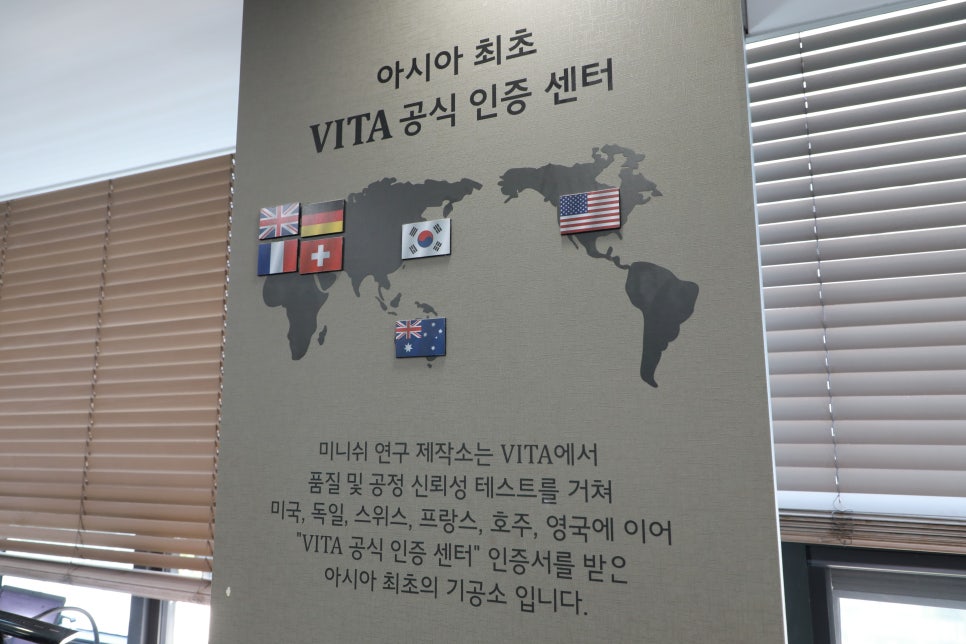 아시아 최초
VITA 공식 인증 센터
미니쉬 연구 제작소는 VITA에서
품질 및 공정 신뢰성 테스트를 거쳐
미국, 독일, 스위스, 프랑스, 호주, 영국에 이어
"VITA 공식 인증 센터" 인증서를 받은
아시아 최초의 기공소 입니다.